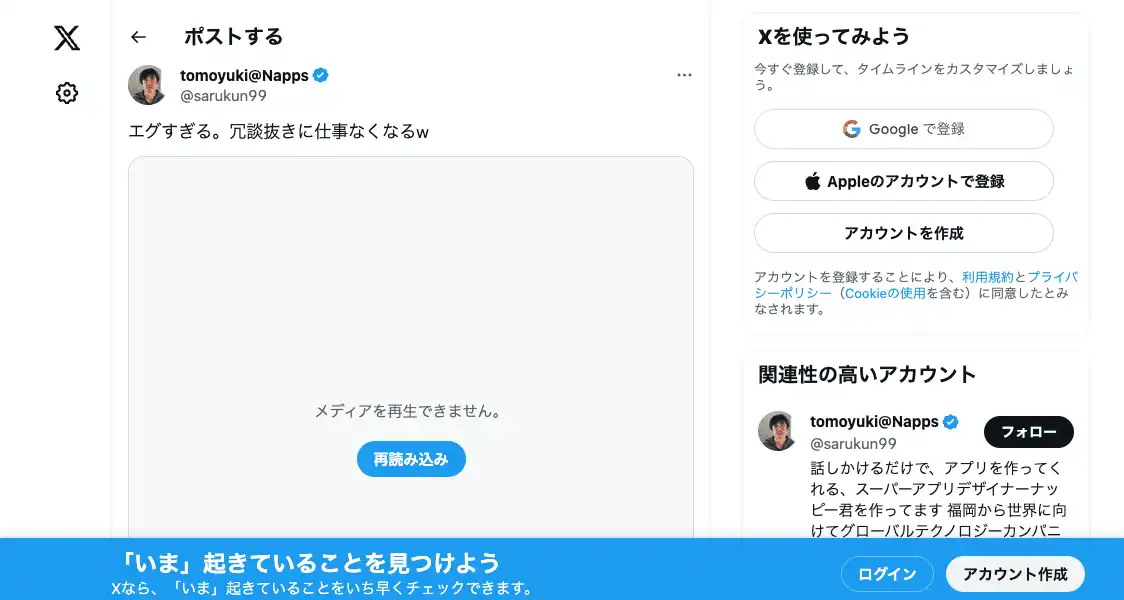 ポストする
tomoyuki@Napps
@sarukun99
エグすぎる。冗談抜きに仕事なくなるw
メディアを再生できません。
再読み込み
Xを使ってみよう
今すぐ登録して、タイムラインをカスタマイズしましょ
う。
Google で登録
Appleのアカウントで登録
アカウントを作成
アカウントを登録することにより、利用規約とプライバ
シーポリシー（Cookieの使用を含む）に同意したとみ
なされます。
関連性の高いアカウント
tomoyuki@Napps
@sarukun99
フォロー
話しかけるだけで、アプリを作ってく
れる、スーパーアプリデザイナーナッ
ピー君を作ってます 福岡から世界に向
けてグローバルテクノロジーカンパニ
「いま」起きていることを見つけよう
Xなら、「いま」起きていることをいち早くチェックできます。
ログイン
アカウント作成